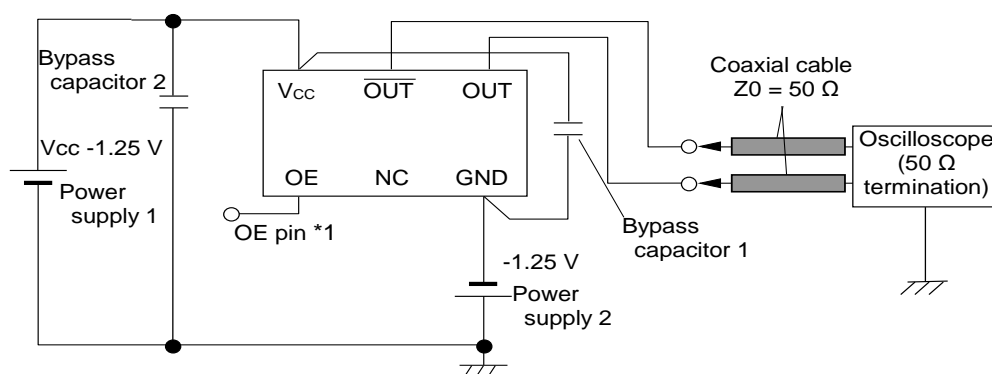 Bypass
capacitor 2
Vcc -1.25 V
Power
supply 1
VCC
OUT
OUT
OE
NC
GND
OE pin *1
-1.25 V
Power
supply 2
Bypass
capacitor 1
Coaxial cable
Z0 = 50 Ω
Oscilloscope
(50 Ω
termination)